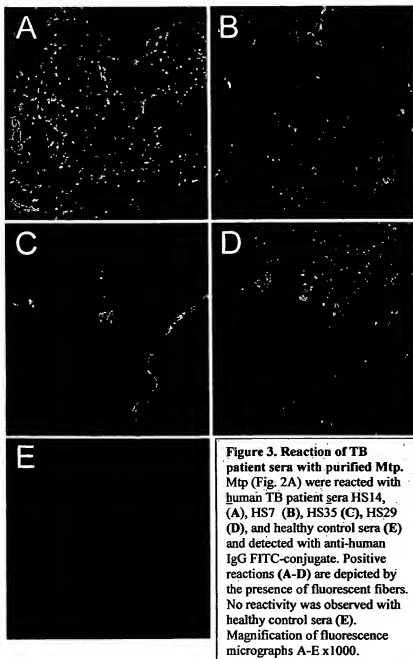 A
B
C
D
E
Figure 3. Reaction of TB
patient sera with purified Mtp.
Mtp (Fig. 2A) were reacted with
human TB patient sera HS14,
(A), HS7 (B), HS35 (C), HS29
(D), and healthy control sera (E)
and detected with anti-human
IgG FITC-conjugate. Positive
reactions (A-D) are depicted by
the presence of fluorescent fibers.
No reactivity was observed with
healthy control sera (E).
Magnification of fluorescence
micrographs A-E x1000.